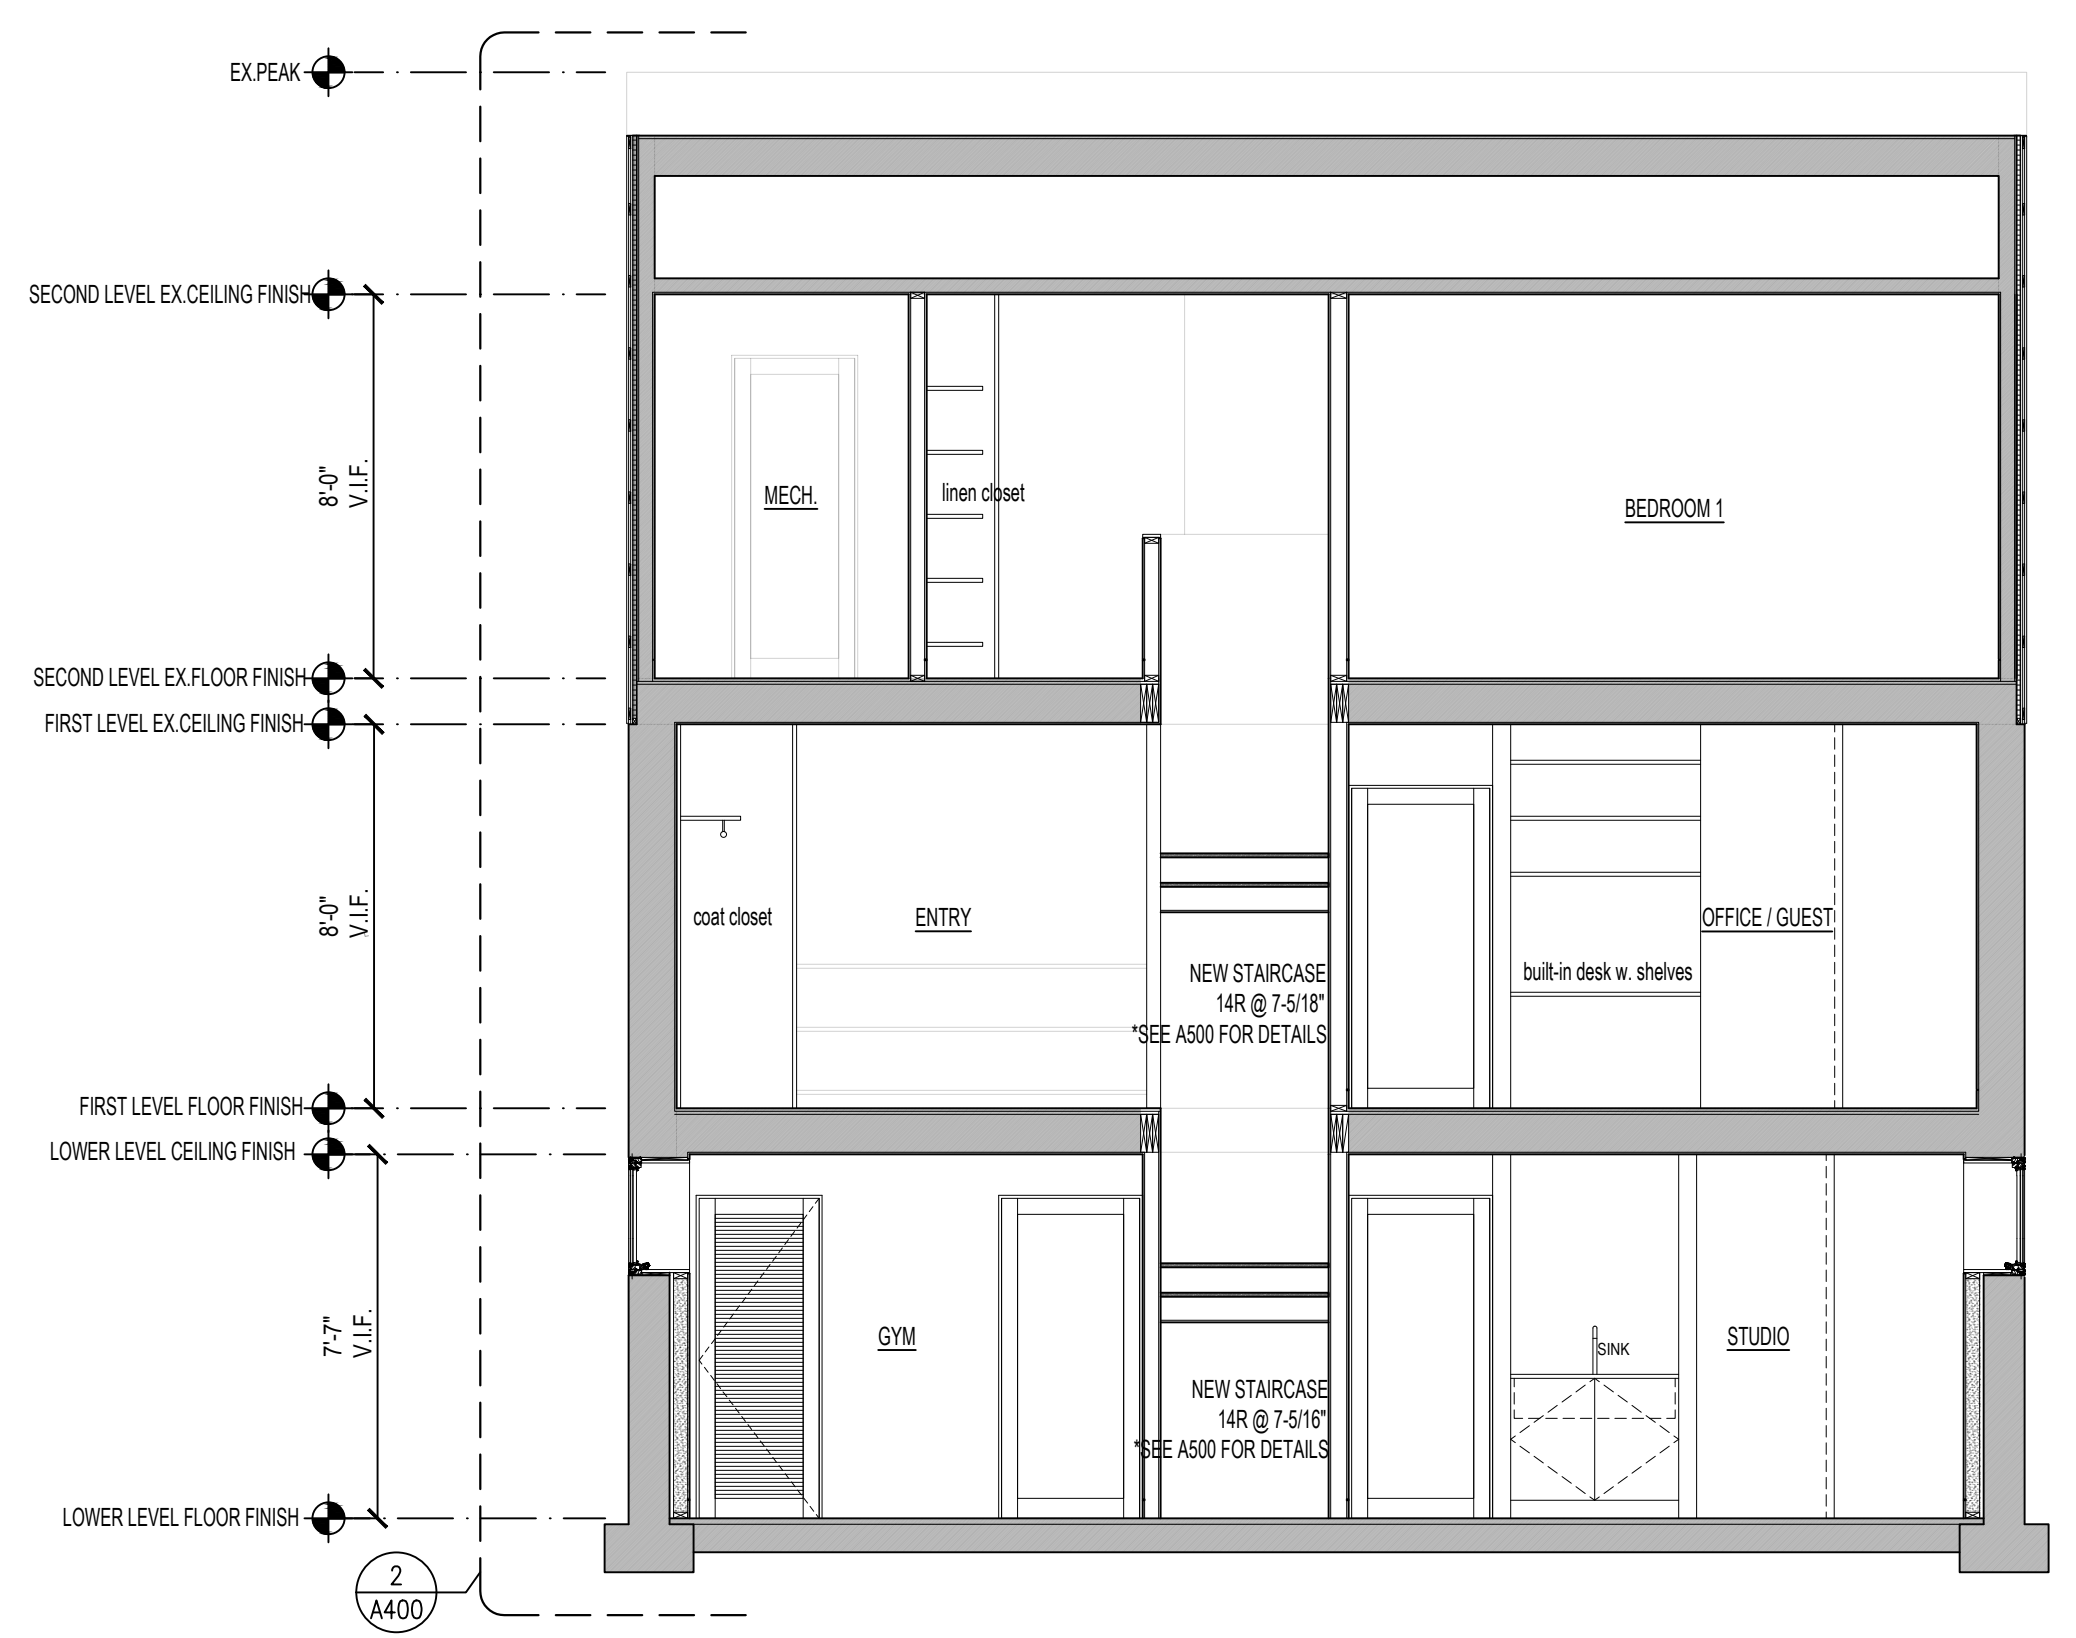 EX.PEAK
SECOND LEVEL EX.CEILING FINISH
8'-0"
V.I.F.
MECH.
linen closet
BEDROOM 1
SECOND LEVEL EX.FLOOR FINISH
FIRST LEVEL EX.CEILING FINISH
8'-0"
V.I.F.
coat closet
ENTRY
OFFICE / GUEST
built-in desk w. shelves
NEW STAIRCASE
14R @ 7-5/18"
*SEE A500 FOR DETAILS
FIRST LEVEL FLOOR FINISH
LOWER LEVEL CEILING FINISH
7'-7"
V.I.F.
GYM
STUDIO
SINK
NEW STAIRCASE
14R @ 7-5/16"
*SEE A500 FOR DETAILS
LOWER LEVEL FLOOR FINISH
2
A400